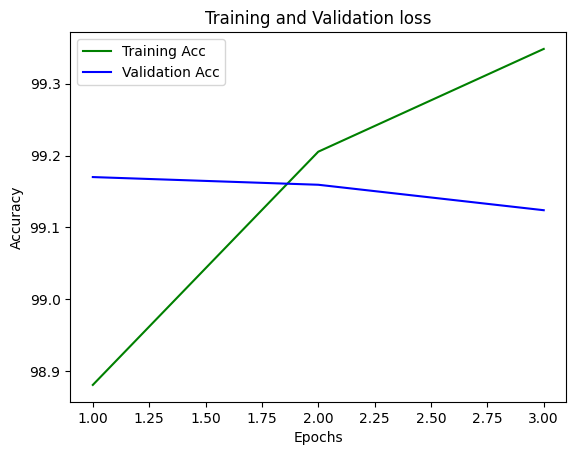 Training and Validation loss
Training Acc
Validation Acc
Accuracy
99.3
99.2
99.1
99.0
98.9
1.00 1.25 1.50 1.75 2.00 2.25 2.50 2.75 3.00
Epochs